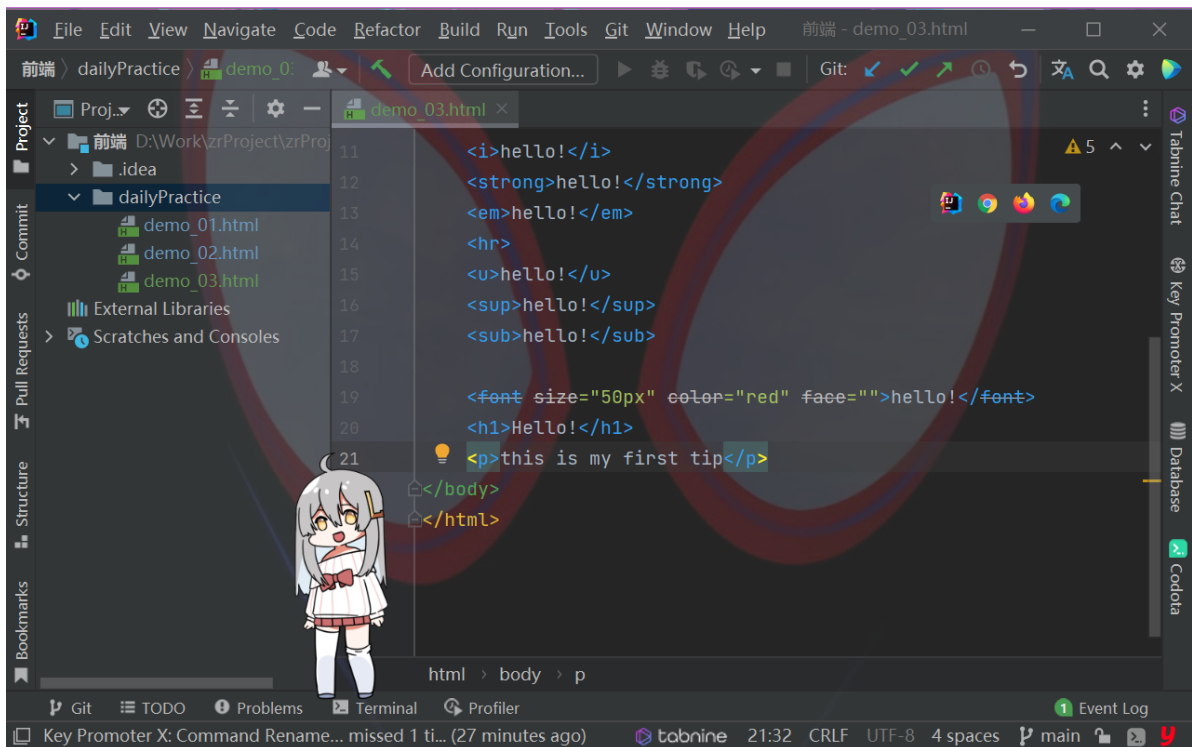 File Edit View Navigate Code Refactor Build Run Tools Git Window Help 前端 - demo_03.html
前端 dailyPractice demo_0 Add Configuration... Git:
Project
Commit
Pull Requests
Structure
Bookmarks
Proj...
前端 D:\Work\zrProject\zrProj
.idea
dailyPractice
demo_01.html
demo_02.html
demo_03.html
External Libraries
Scratches and Consoles
demo_03.html
5
11 <i>hello!</i>
12 <strong>hello!</strong>
13 <em>hello!</em>
14 <hr>
15 <u>hello!</u>
16 <sup>hello!</sup>
17 <sub>hello!</sub>
18
19 <font size="50px" color="red" face="">hello!</font>
20 <h1>Hello!</h1>
21 <p>this is my first tip</p>
</body>
</html>
html › body › p
Tabnine Chat
Key Promoter X
Database
Codota
Git TODO Problems Terminal Profiler 1 Event Log
Key Promoter X: Command Rename... missed 1 ti... (27 minutes ago) tabnine 21:32 CRLF UTF-8 4 spaces main